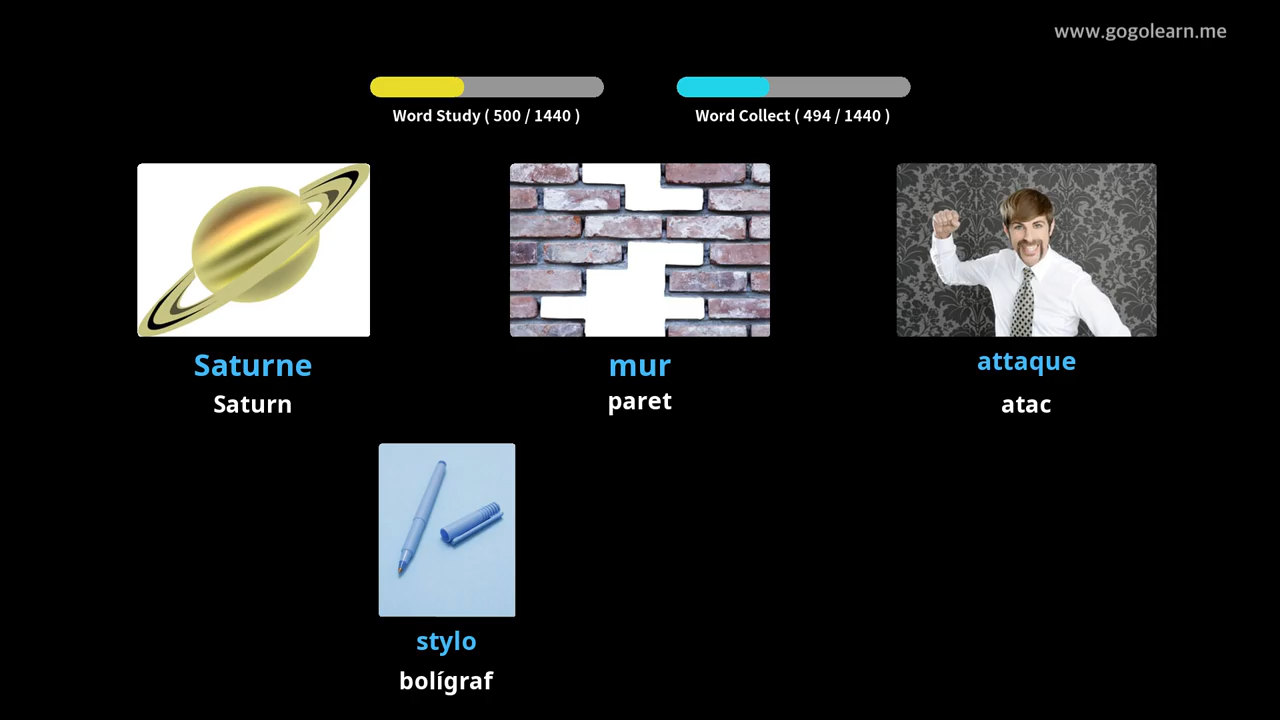 www.gogolearn.me
Word Study ( 500 / 1440 )
Word Collect ( 494 / 1440 )
Saturne
Saturn
mur
paret
attaque
atac
stylo
bolígraf